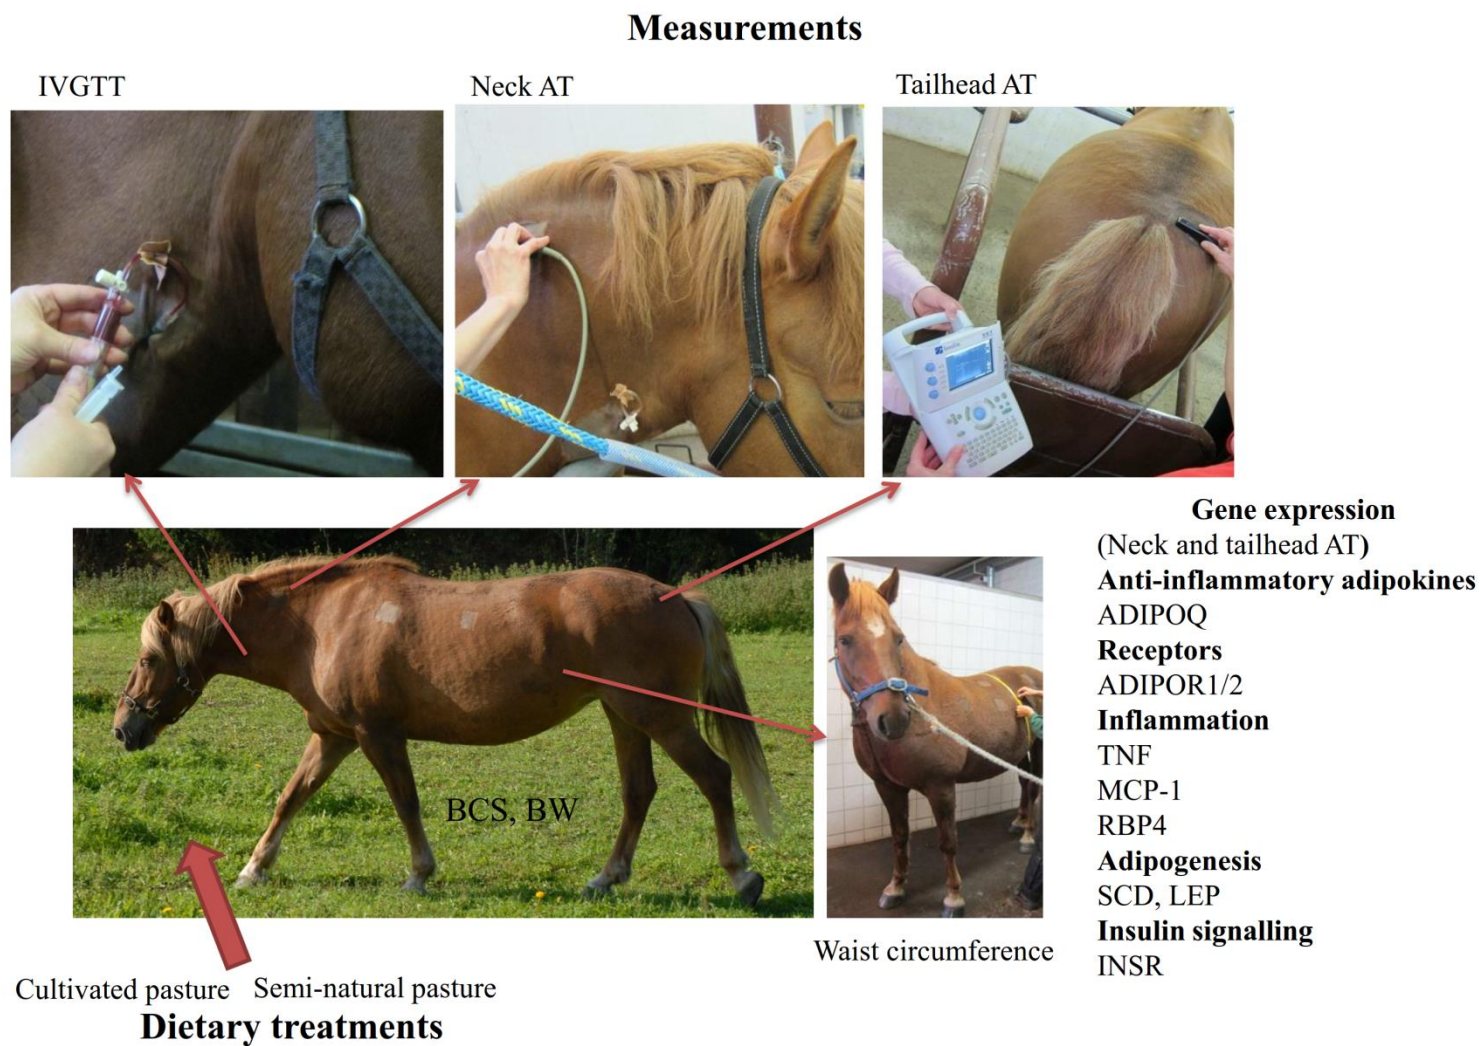 Measurements
IVGTT
Neck AT
Tailhead AT
Gene expression
(Neck and tailhead AT)
Anti-inflammatory adipokines
ADIPOQ
Receptors
ADIPOR1/2
Inflammation
TNF
MCP-1
RBP4
Adipogenesis
SCD, LEP
Insulin signalling
INSR
BCS, BW
Waist circumference
Cultivated pasture Semi-natural pasture
Dietary treatments